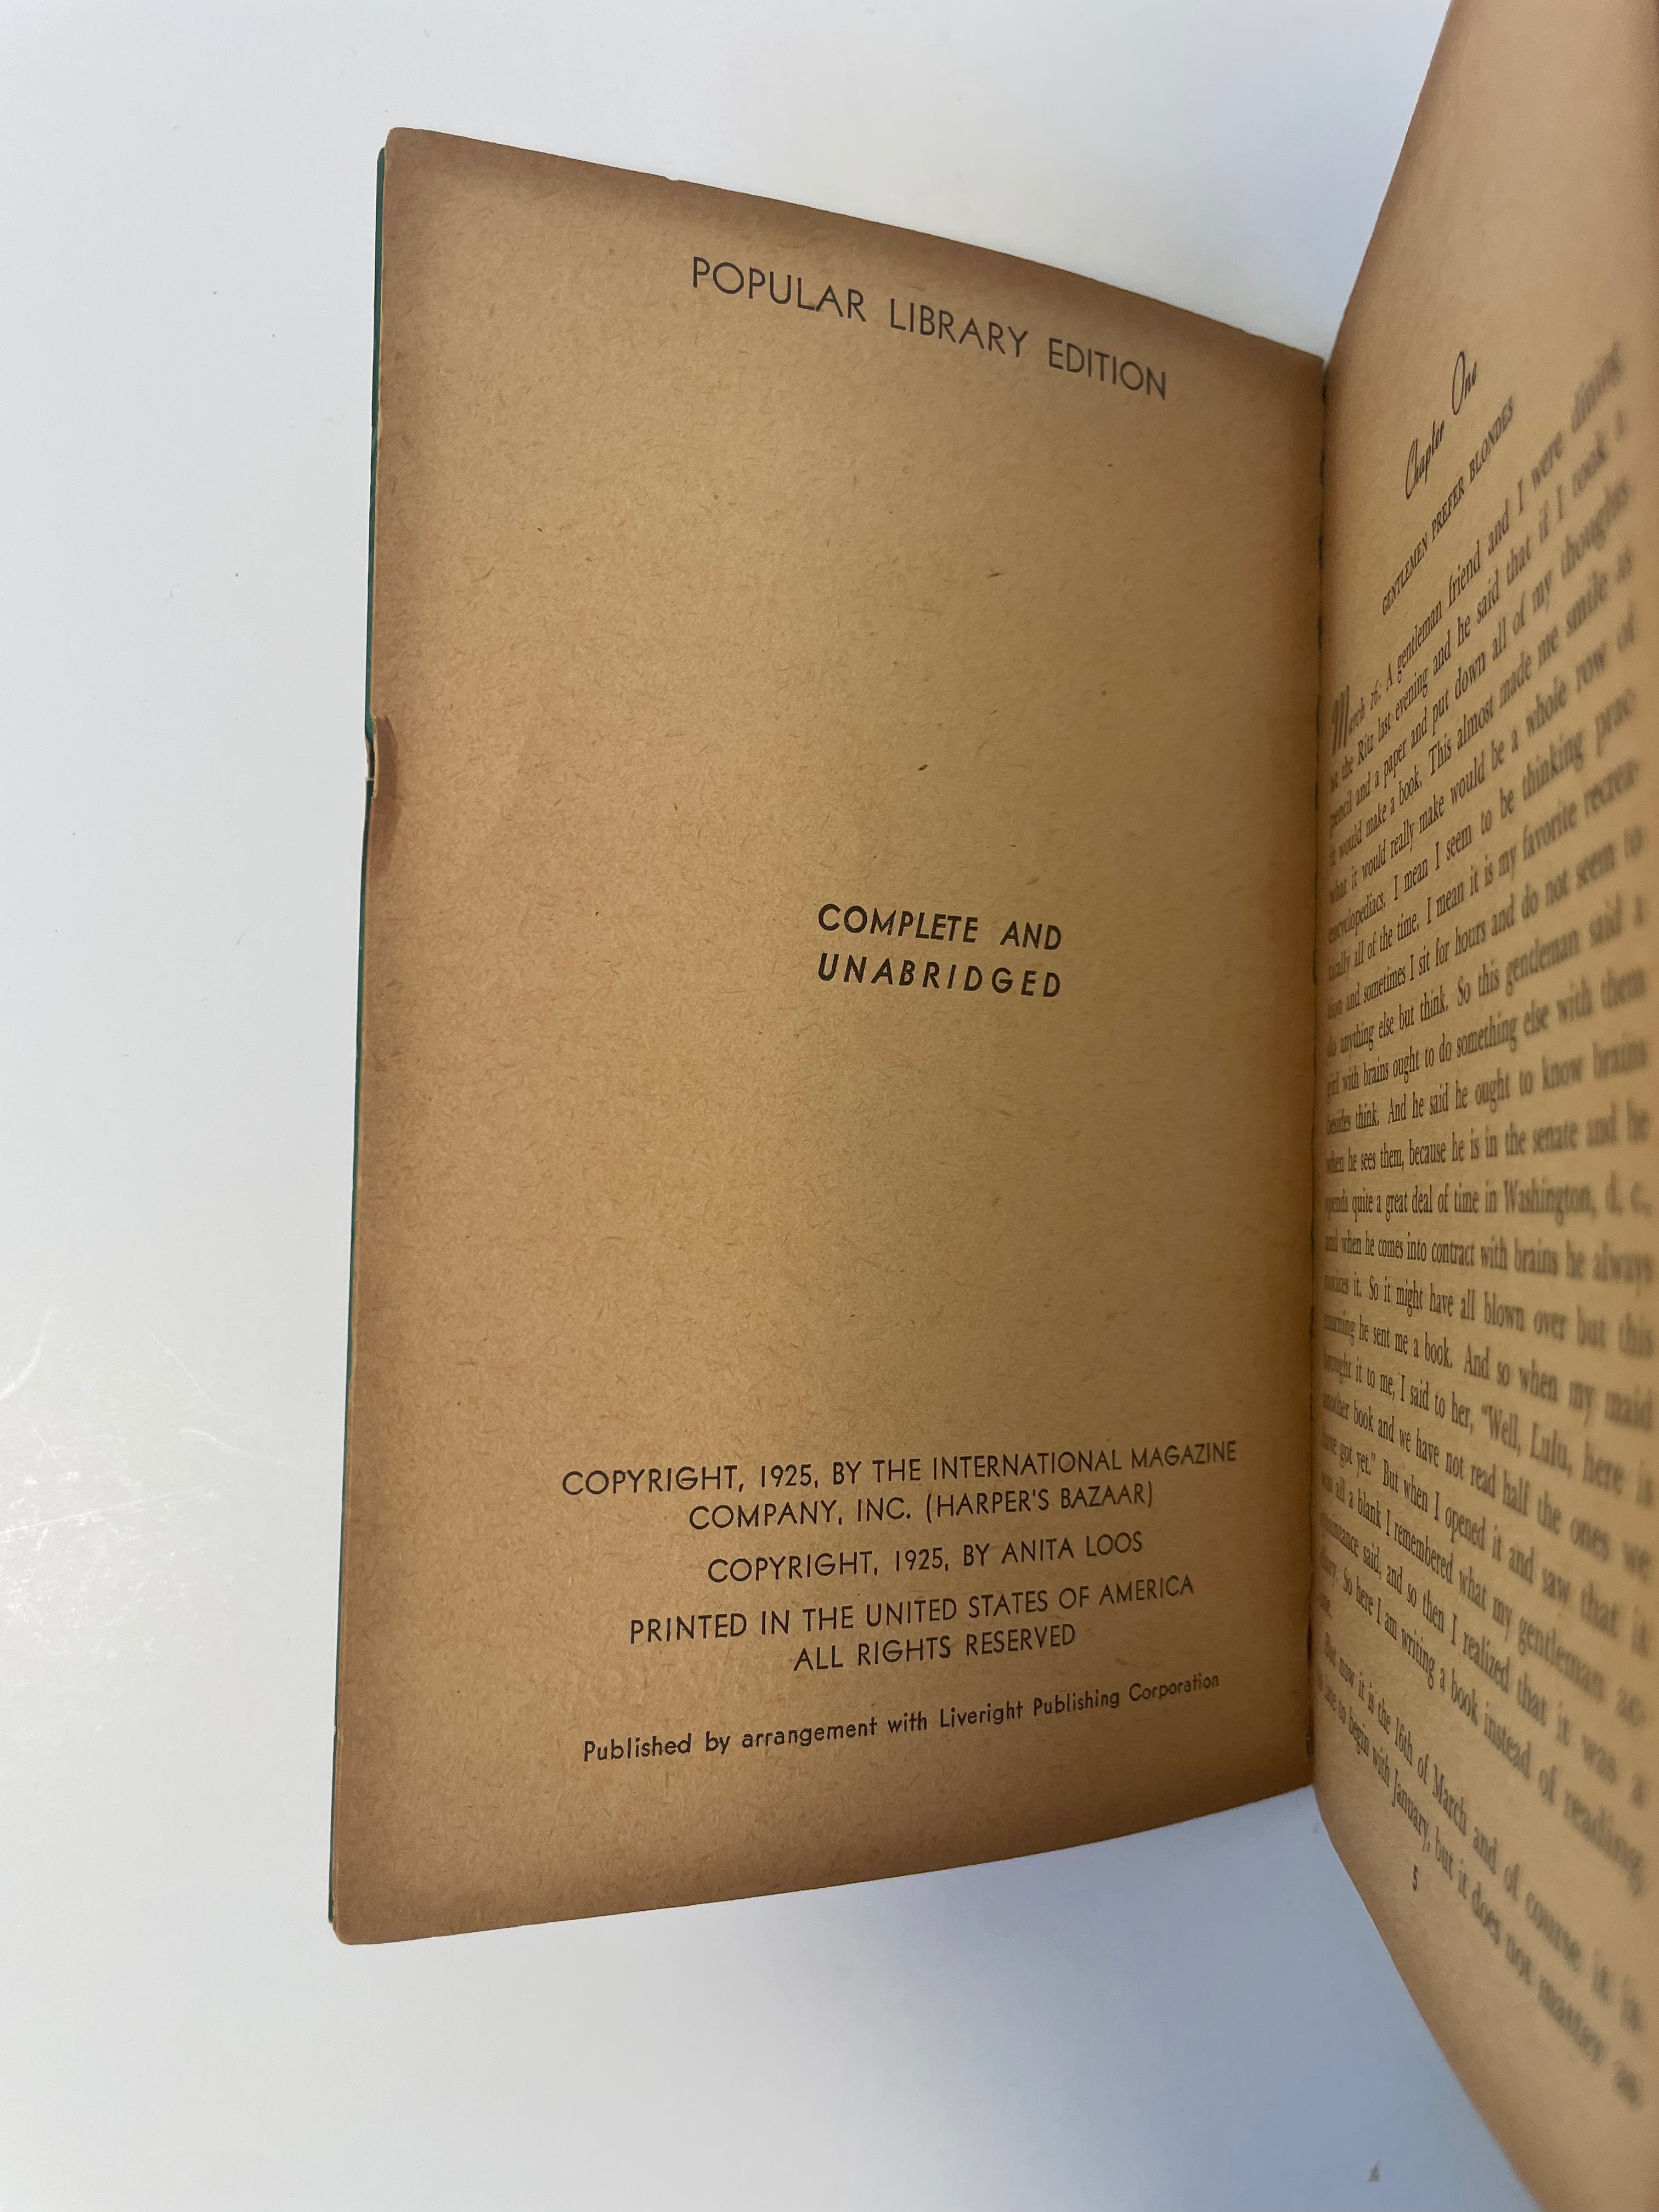 POPULAR LIBRARY EDITION
COMPLETE AND
UNABRIDGED
COPYRIGHT, 1925, BY THE INTERNATIONAL MAGAZINE
COMPANY, INC. (HARPER'S BAZAAR)
COPYRIGHT, 1925, BY ANITA LOOS
PRINTED IN THE UNITED STATES OF AMERICA
ALL RIGHTS RESERVED
Published by arrangement with Liveright Publishing Corporation
Chapter One
GENTLEMEN PREFER BLONDES
March 16: A gentleman friend and I were dining
at the Ritz last evening and he said that if I took a
pencil and a paper and put down all of my thoughts
it would make a book. This almost made me smile as
what it would really make would be a whole row of
encyclopediacs. I mean I seem to be thinking prac-
tically all of the time. I mean it is my favorite recrea-
tion and sometimes I sit for hours and do not seem to
do anything else but think. So this gentleman said a
girl with brains ought to do something else with them
besides think. And he said he ought to know brains
when he sees them, because he is in the senate and he
spends quite a great deal of time in Washington, d. c.,
and when he comes into contract with brains he always
notices it. So it might have all blown over but this
morning he sent me a book. And so when my maid
brought it to me, I said to her, "Well, Lulu, here is
another book and we have not read half the ones we
have got yet." But when I opened it and saw that it
was all a blank I remembered what my gentleman ac-
quaintance said, and so then I realized that it was a
diary. So here I am writing a book instead of reading
one.
But now it is the 16th of March and of course it is
to late to begin with January, but it does not matter as
5